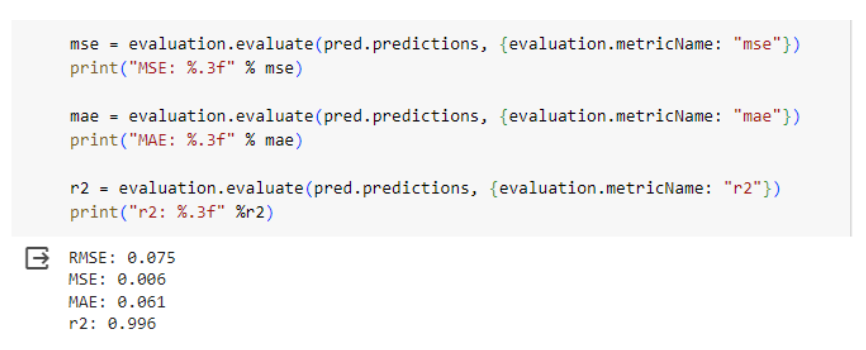 mse = evaluation.evaluate(pred.predictions, {evaluation.metricName: "mse"})
print("MSE: %.3f" % mse)
mae = evaluation.evaluate(pred.predictions, {evaluation.metricName: "mae"})
print("MAE: %.3f" % mae)
r2 = evaluation.evaluate(pred.predictions, {evaluation.metricName: "r2"})
print("r2: %.3f" %r2)
RMSE: 0.075
MSE: 0.006
MAE: 0.061
r2: 0.996